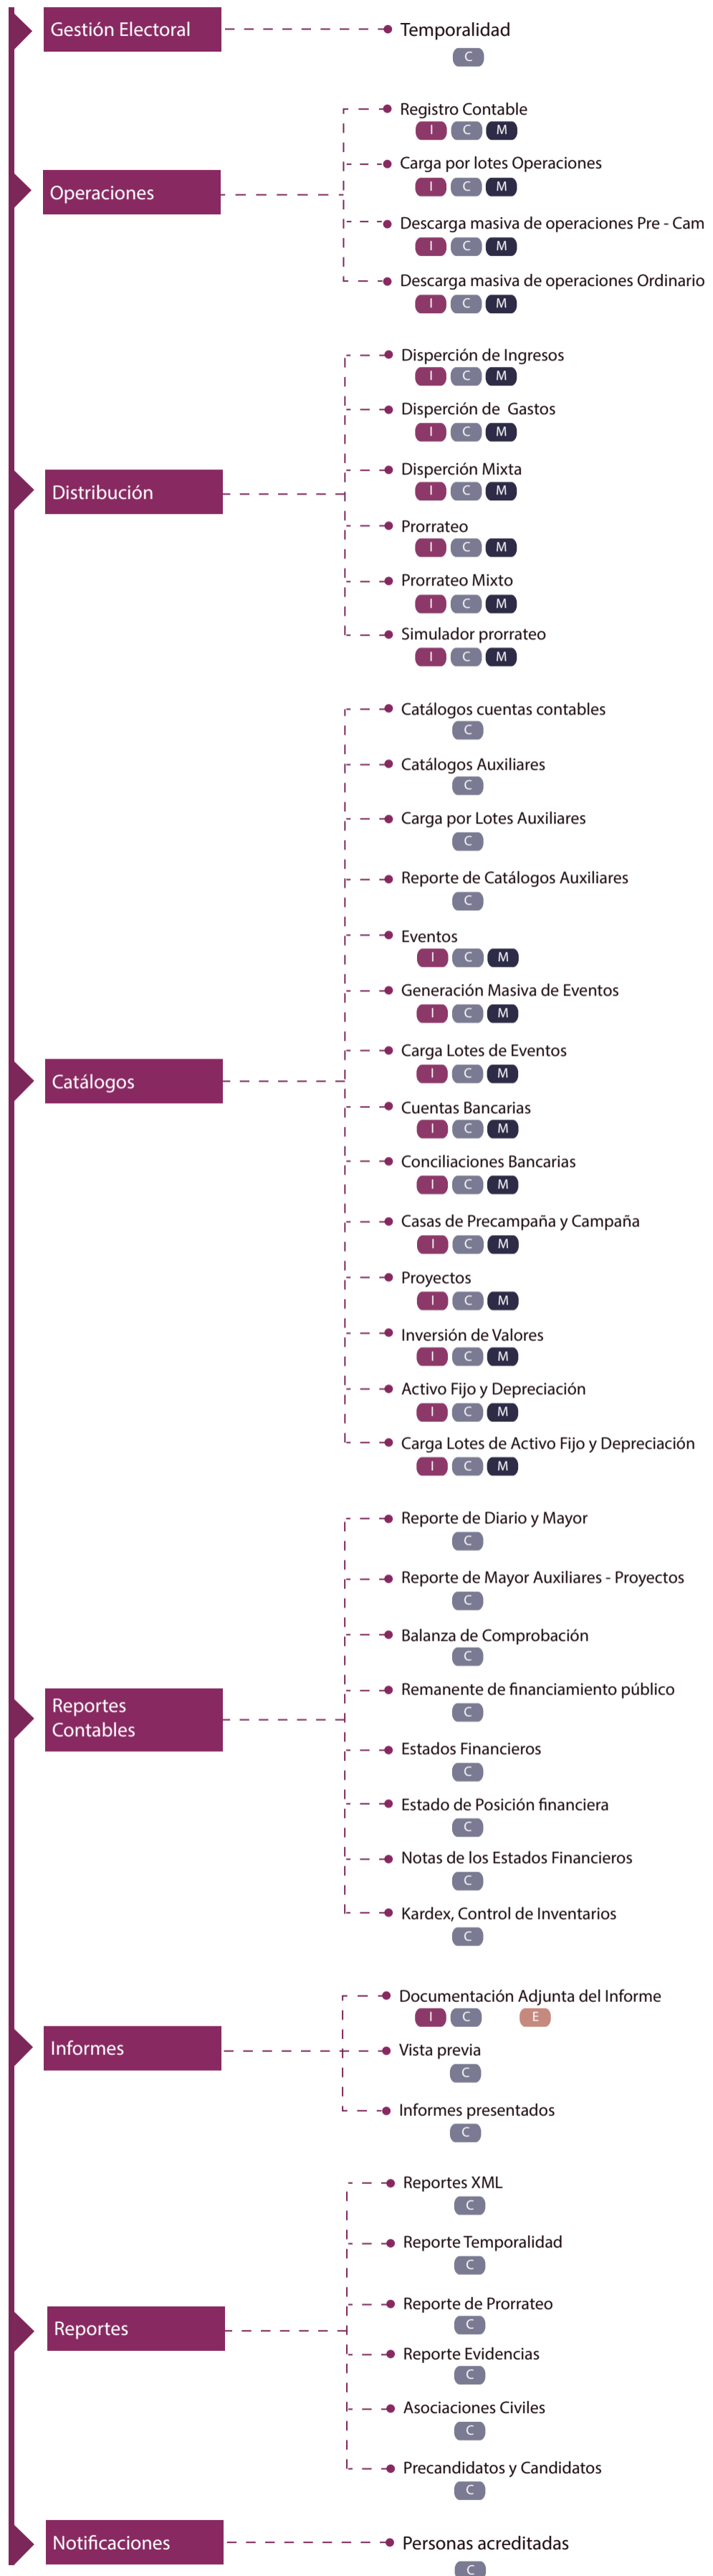 Gestión Electoral
Temporalidad
C
Operaciones
Registro Contable
I C M
Carga por lotes Operaciones
I C M
Descarga masiva de operaciones Pre - Cam
I C M
Descarga masiva de operaciones Ordinario
I C M
Distribución
Disperción de Ingresos
I C M
Disperción de Gastos
I C M
Disperción Mixta
I C M
Prorrateo
I C M
Prorrateo Mixto
I C M
Simulador prorrateo
I C M
Catálogos
Catálogos cuentas contables
C
Catálogos Auxiliares
C
Carga por Lotes Auxiliares
C
Reporte de Catálogos Auxiliares
C
Eventos
I C M
Generación Masiva de Eventos
I C M
Carga Lotes de Eventos
I C M
Cuentas Bancarias
I C M
Conciliaciones Bancarias
I C M
Casas de Precampaña y Campaña
I C M
Proyectos
I C M
Inversión de Valores
I C M
Activo Fijo y Depreciación
I C M
Carga Lotes de Activo Fijo y Depreciación
I C M
Reportes
Contables
Reporte de Diario y Mayor
C
Reporte de Mayor Auxiliares - Proyectos
C
Balanza de Comprobación
C
Remanente de financiamiento público
C
Estados Financieros
C
Estado de Posición financiera
C
Notas de los Estados Financieros
C
Kardex, Control de Inventarios
C
Informes
Documentación Adjunta del Informe
I C E
Vista previa
C
Informes presentados
C
Reportes
Reportes XML
C
Reporte Temporalidad
C
Reporte de Prorrateo
C
Reporte Evidencias
C
Asociaciones Civiles
C
Precandidatos y Candidatos
C
Notificaciones
Personas acreditadas
C